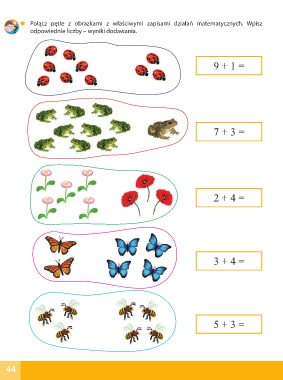 Połącz pętle z obrazkami z właściwymi zapisami działań matematycznych. Wpisz
odpowiednie liczby – wyniki dodawania.
9 + 1 =
7 + 3 =
2 + 4 =
3 + 4 =
5 + 3 =
44